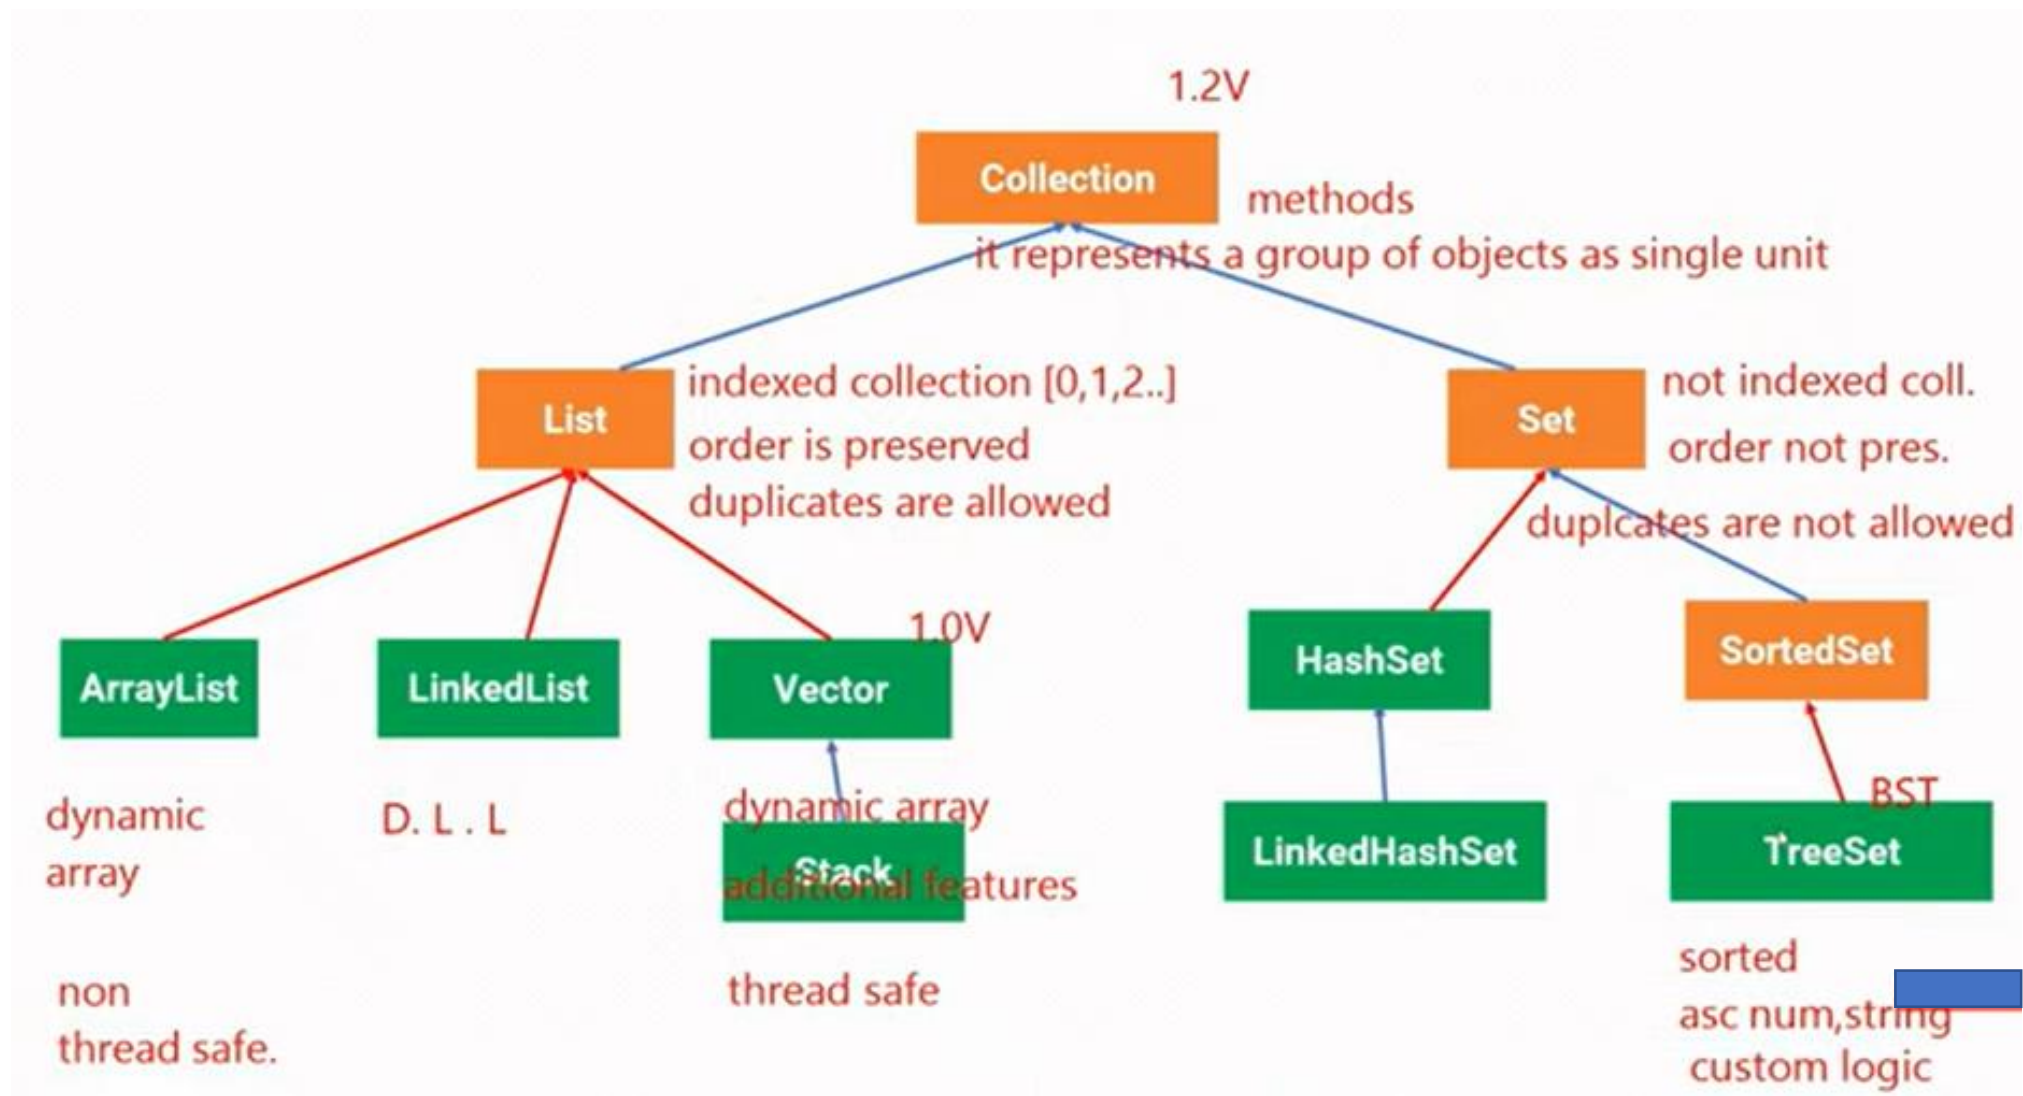 1.2V
Collection
methods
it represents a group of objects as single unit
List
indexed collection [0,1,2..]
order is preserved
duplicates are allowed
Set
not indexed coll.
order not pres.
duplcates are not allowed
ArrayList
LinkedList
1.0V
Vector
HashSet
SortedSet
dynamic
array
non
thread safe.
D. L . L
dynamic array
Stack
additional features
thread safe
LinkedHashSet
BST
TreeSet
sorted
asc num,string
custom logic